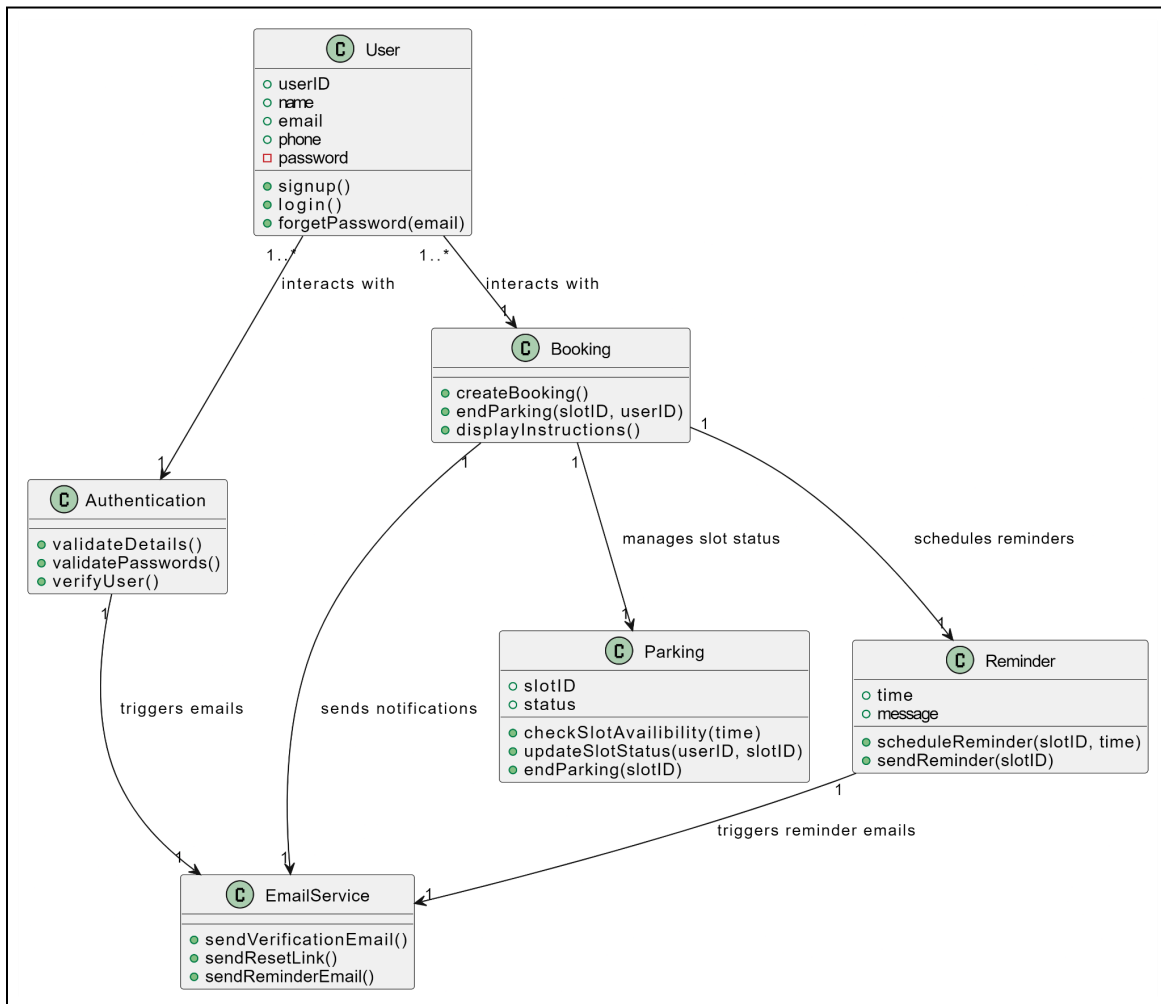 C User
userID
name
email
phone
password
signup()
login()
forgetPassword(email)
1..*
1..*
interacts with
interacts with
1
C Booking
createBooking()
endParking(slotID, userID)
displayInstructions()
1
1
1
1
C Authentication
validateDetails()
validatePasswords()
verifyUser()
1
manages slot status
schedules reminders
1
1
C Parking
slotID
status
checkSlotAvailibility(time)
updateSlotStatus(userID, slotID)
endParking(slotID)
C Reminder
time
message
scheduleReminder(slotID, time)
sendReminder(slotID)
triggers emails
sends notifications
1
triggers reminder emails
1
1
1
C EmailService
sendVerificationEmail()
sendResetLink()
sendReminderEmail()